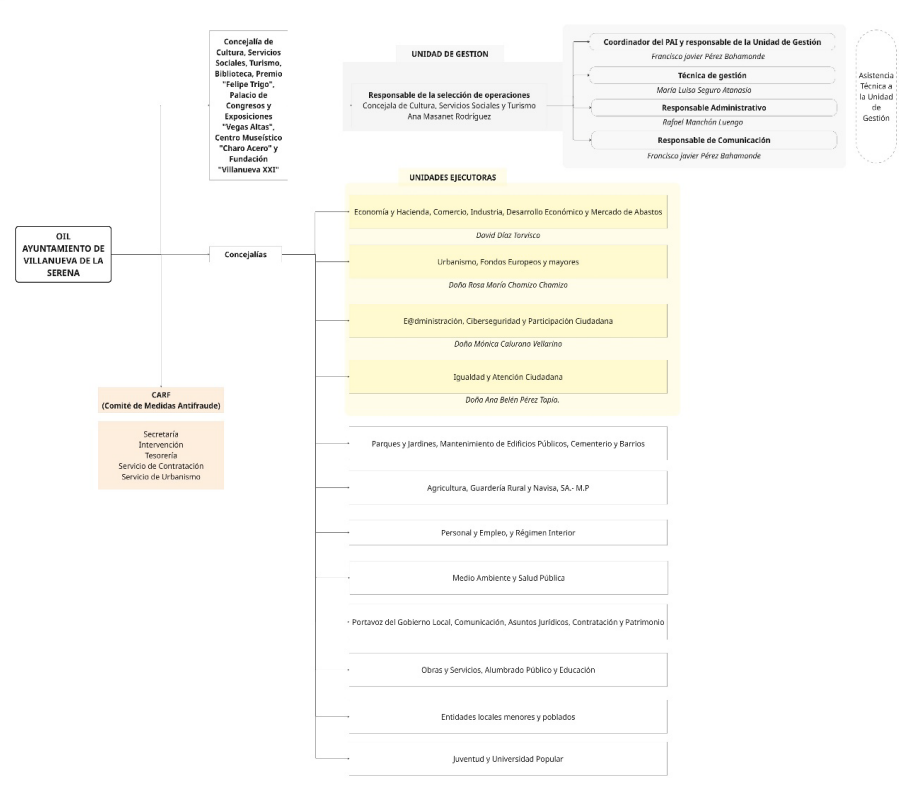 Concejalía de
Cultura, Servicios
Sociales, Turismo,
Biblioteca, Premio
"Felipe Trigo",
Palacio de
Congresos y
Exposiciones
"Vegas Altas",
Centro Museístico
"Charo Acero" y
Fundación
"Villanueva XXI"
UNIDAD DE GESTION
Responsable de la selección de operaciones
Concejala de Cultura, Servicios Sociales y Turismo
Ana Masanet Rodríguez
Coordinador del PAI y responsable de la Unidad de Gestión
Francisco javier Pérez Bahamonde
Técnica de gestión
María Luisa Seguro Atanasio
Responsable Administrativo
Rafael Manchón Luengo
Responsable de Comunicación
Francisco javier Pérez Bahamonde
Asistencia
Técnica a
la Unidad
de
Gestión
UNIDADES EJECUTORAS
Economía y Hacienda, Comercio, Industria, Desarrollo Económico y Mercado de Abastos
David Díaz Torvisco
Urbanismo, Fondos Europeos y mayores
Doña Rosa María Chamizo Chamizo
E@dministración, Ciberseguridad y Participación Ciudadana
Doña Mónica Calurano Vellarino
Igualdad y Atención Ciudadana
Doña Ana Belén Pérez Tapia.
OIL
AYUNTAMIENTO DE
VILLANUEVA DE LA
SERENA
Concejalías
CARF
(Comité de Medidas Antifraude)
Secretaría
Intervención
Tesorería
Servicio de Contratación
Servicio de Urbanismo
Parques y Jardines, Mantenimiento de Edificios Públicos, Cementerio y Barrios
Agricultura, Guardería Rural y Navisa, SA.- M.P
Personal y Empleo, y Régimen Interior
Medio Ambiente y Salud Pública
Portavoz del Gobierno Local, Comunicación, Asuntos Jurídicos, Contratación y Patrimonio
Obras y Servicios, Alumbrado Público y Educación
Entidades locales menores y poblados
Juventud y Universidad Popular